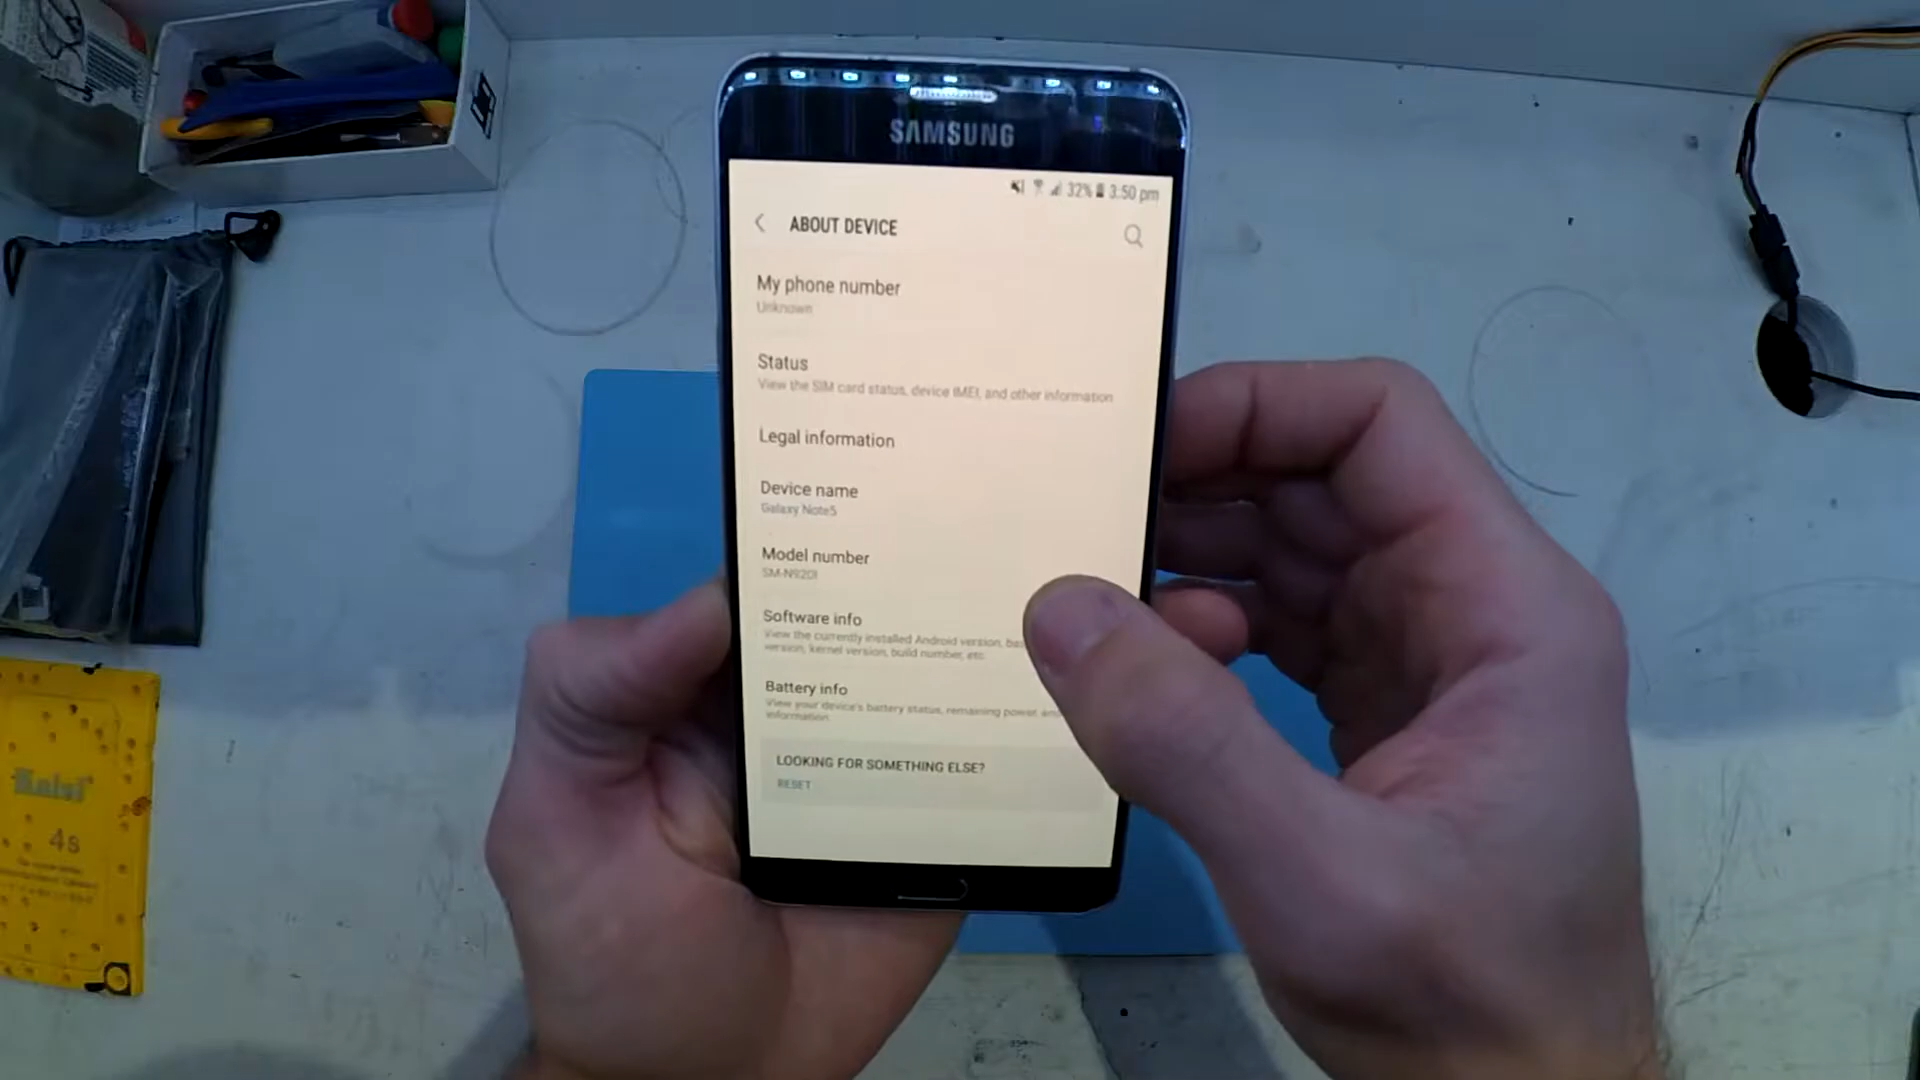 SAMSUNG
32% 3:50 pm
ABOUT DEVICE
My phone number
Unknown
Status
View the SIM card status, device IMEI, and other information
Legal information
Device name
Galaxy Note5
Model number
SM-N920I
Software info
View the currently installed Android version,
version, kernel version, build number, etc.
Battery info
View your device's battery status, remaining power, and
information.
LOOKING FOR SOMETHING ELSE?
RESET
Kaisi
4s